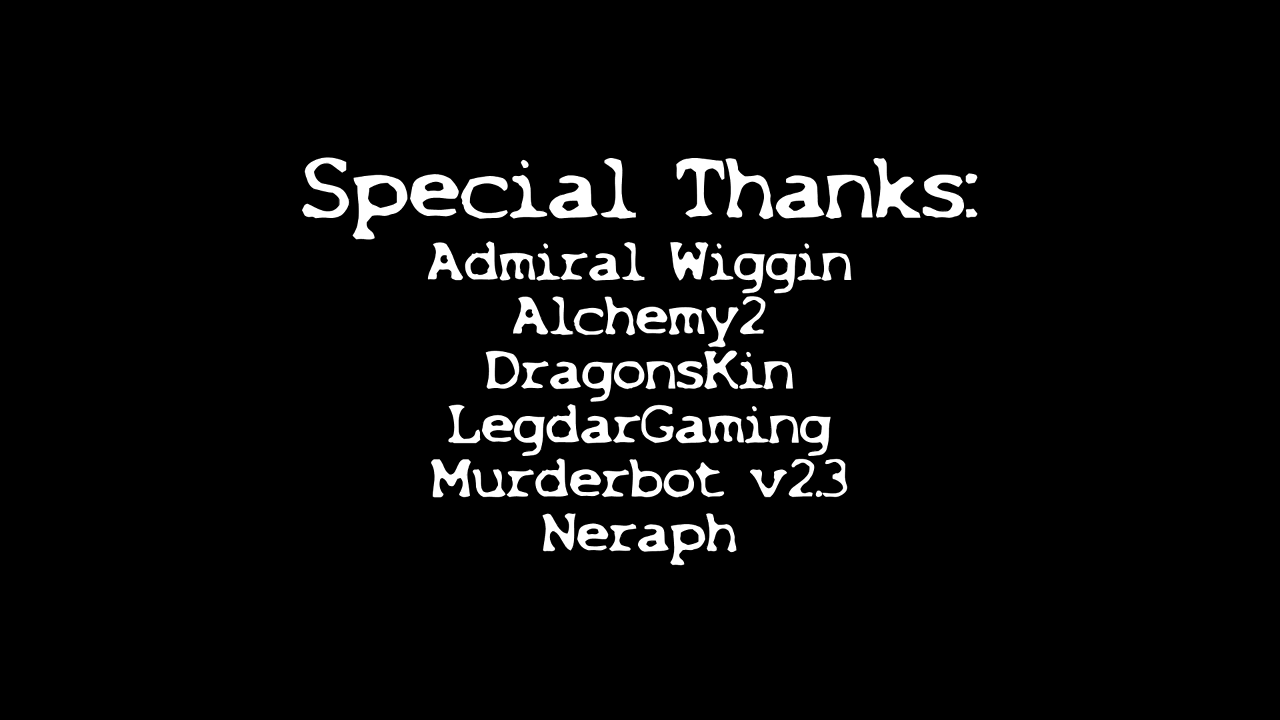 Special Thanks:
Admiral Wiggin
Alchemy2
DragonsKin
LegdarGaming
Murderbot v2.3
Neraph